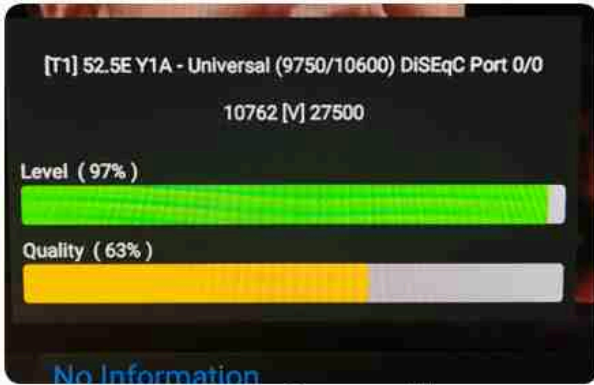 [T1] 52.5E Y1A - Universal (9750/10600) DiSEqC Port 0/0
10762 [V] 27500
Level ( 97% )
Quality ( 63% )
No Information